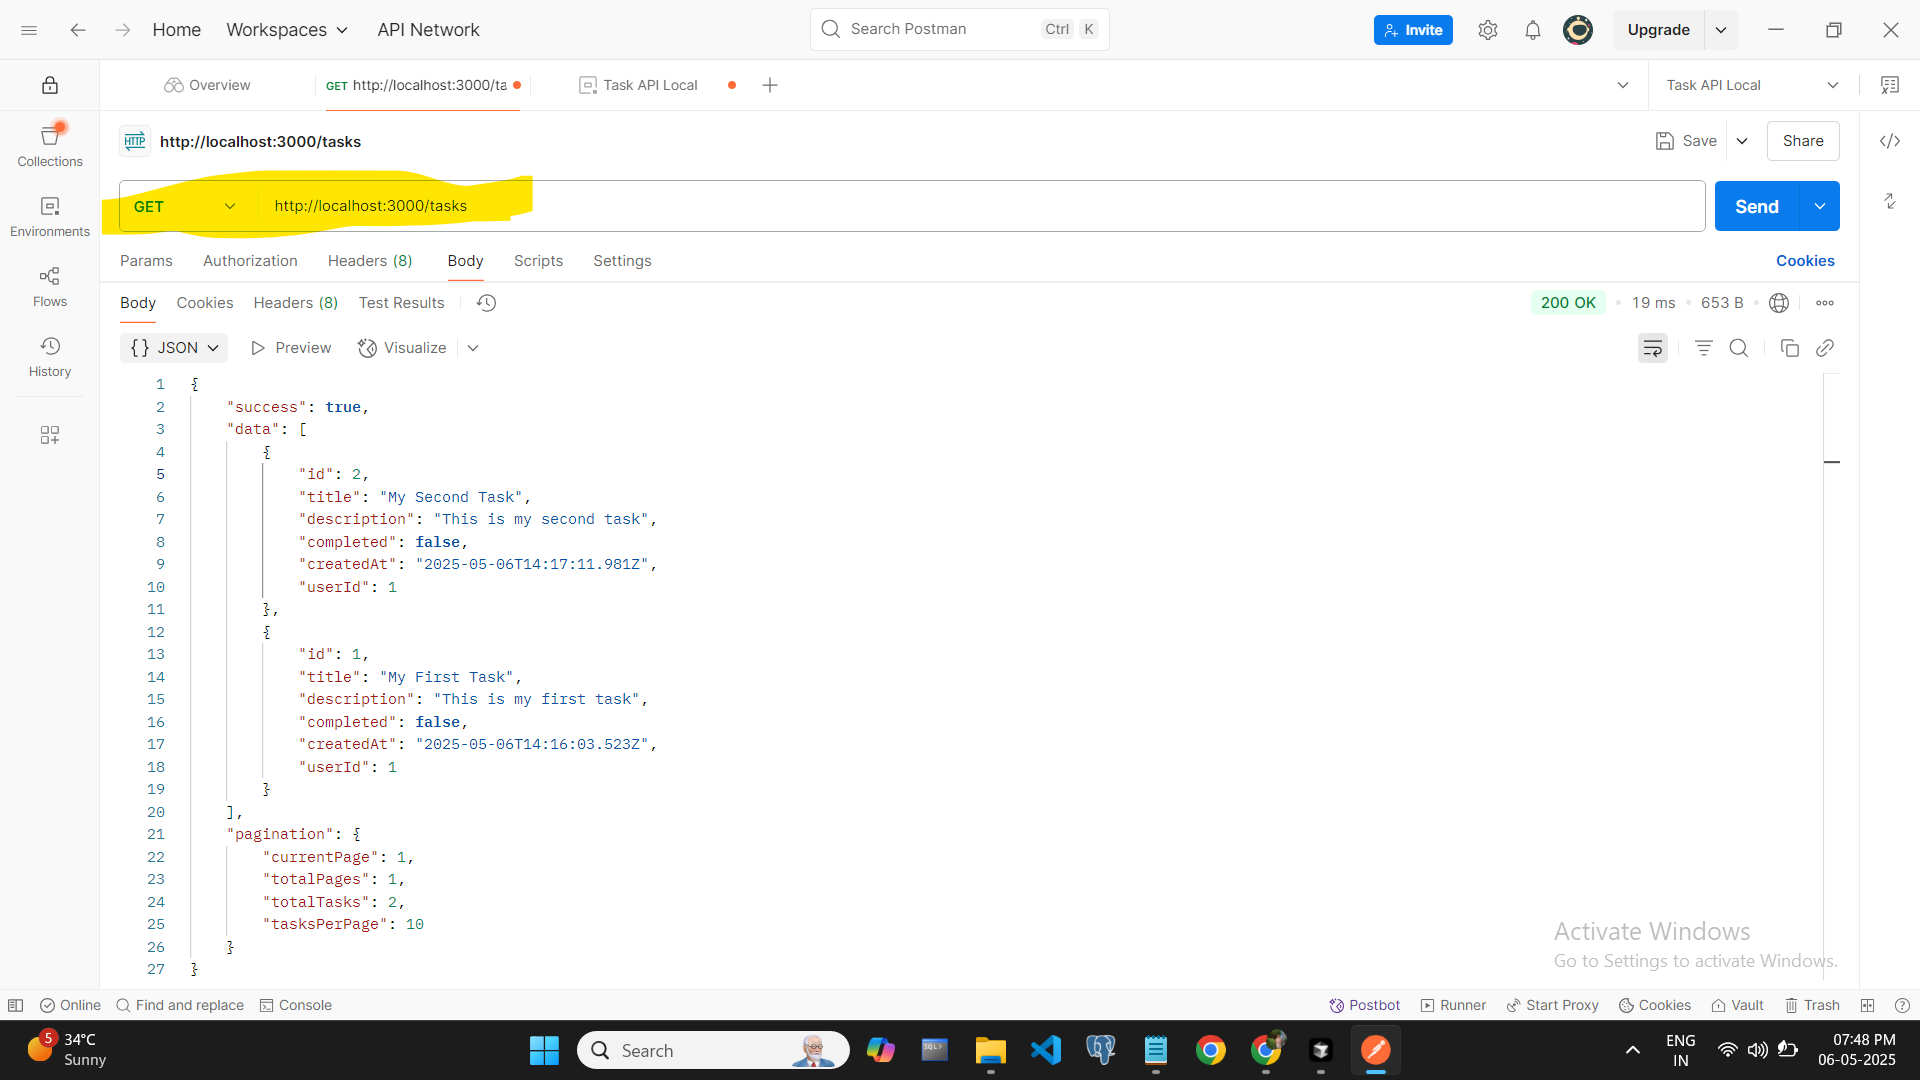 Home Workspaces API Network Search Postman Ctrl K Invite Upgrade
Overview GET http://localhost:3000/ta Task API Local Task API Local
HTTP http://localhost:3000/tasks Save Share
Collections
GET http://localhost:3000/tasks Send
Environments
Params Authorization Headers (8) Body Scripts Settings Cookies
Flows
Body Cookies Headers (8) Test Results 200 OK 19 ms 653 B
History
{} JSON Preview Visualize
1 {
2 "success": true,
3 "data": [
4 {
5 "id": 2,
6 "title": "My Second Task",
7 "description": "This is my second task",
8 "completed": false,
9 "createdAt": "2025-05-06T14:17:11.981Z",
10 "userId": 1
11 },
12 {
13 "id": 1,
14 "title": "My First Task",
15 "description": "This is my first task",
16 "completed": false,
17 "createdAt": "2025-05-06T14:16:03.523Z",
18 "userId": 1
19 }
20 ],
21 "pagination": {
22 "currentPage": 1,
23 "totalPages": 1,
24 "totalTasks": 2,
25 "tasksPerPage": 10
26 }
27 }
Activate Windows
Go to Settings to activate Windows.
Online Find and replace Console Postbot Runner Start Proxy Cookies Vault Trash
5 34°C
Sunny
Search
SQL>
ENG
IN
07:48 PM
06-05-2025